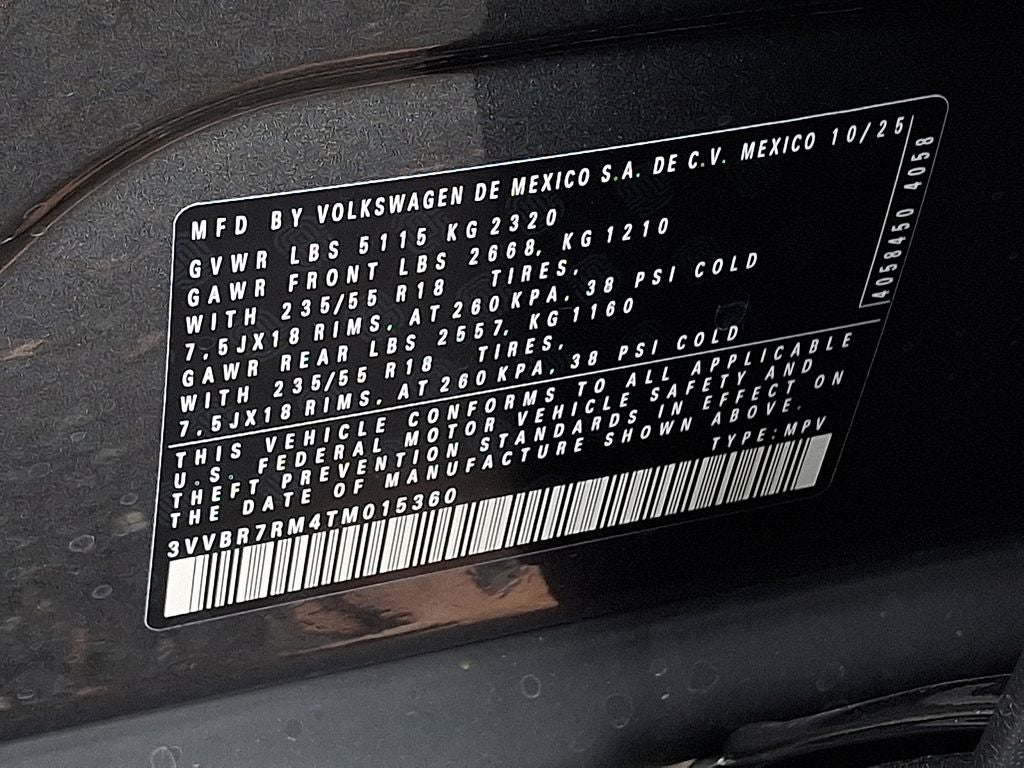 MFD BY VOLKSWAGEN DE MEXICO S.A. DE C.V. MEXICO 10/25
GVWR LBS 5115 KG 2320
GAWR FRONT LBS 2668, KG 1210
WITH 235/55 R18 TIRES,
7,5JX18 RIMS, AT 260 KPA, 38 PSI COLD
GAWR REAR LBS 2557, KG 1160
WITH 235/55 R18 TIRES,
7,5JX18 RIMS, AT 260 KPA, 38 PSI COLD
THIS VEHICLE CONFORMS TO ALL APPLICABLE
U.S. FEDERAL MOTOR VEHICLE SAFETY AND
THEFT PREVENTION STANDARDS IN EFFECT ON
THE DATE OF MANUFACTURE SHOWN ABOVE.
TYPE: MPV
3VVBR7RM4TM015360
4058450 4058